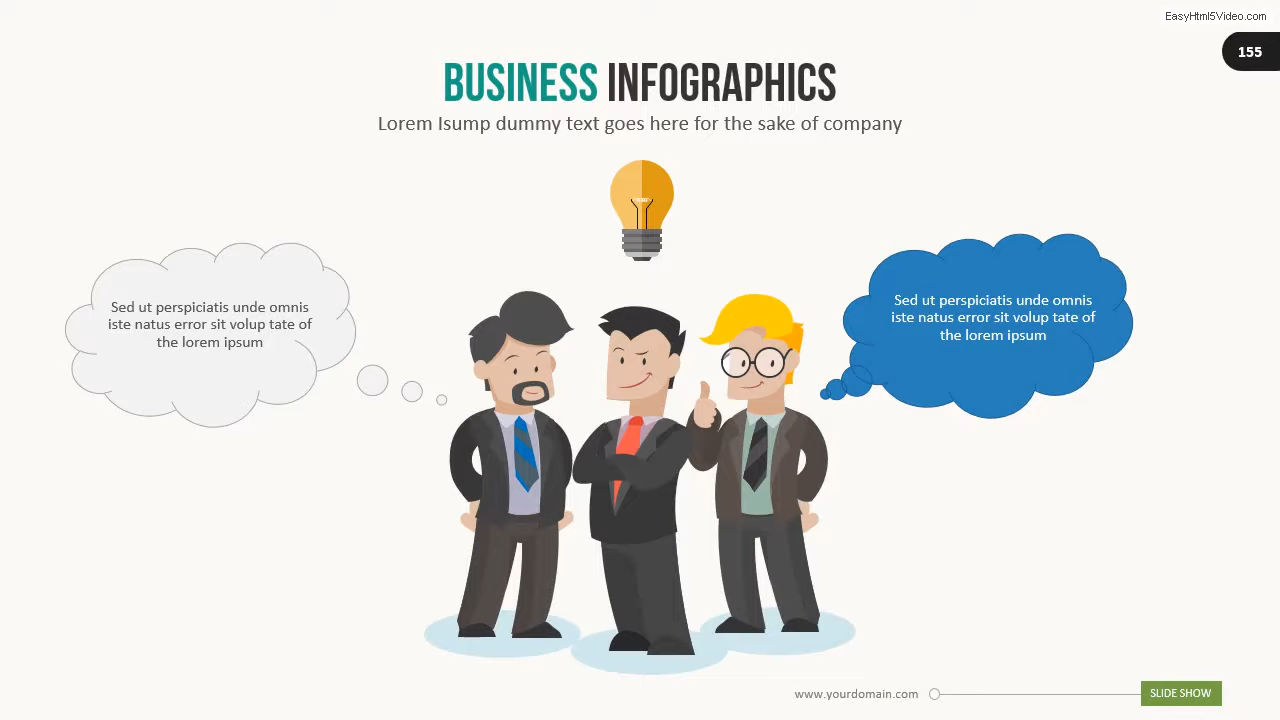 EasyHtml5Video.com
155
BUSINESS INFOGRAPHICS
Lorem Isump dummy text goes here for the sake of company
Sed ut perspiciatis unde omnis
iste natus error sit volup tate of
the lorem ipsum
Sed ut perspiciatis unde omnis
iste natus error sit volup tate of
the lorem ipsum
www.yourdomain.com
SLIDE SHOW